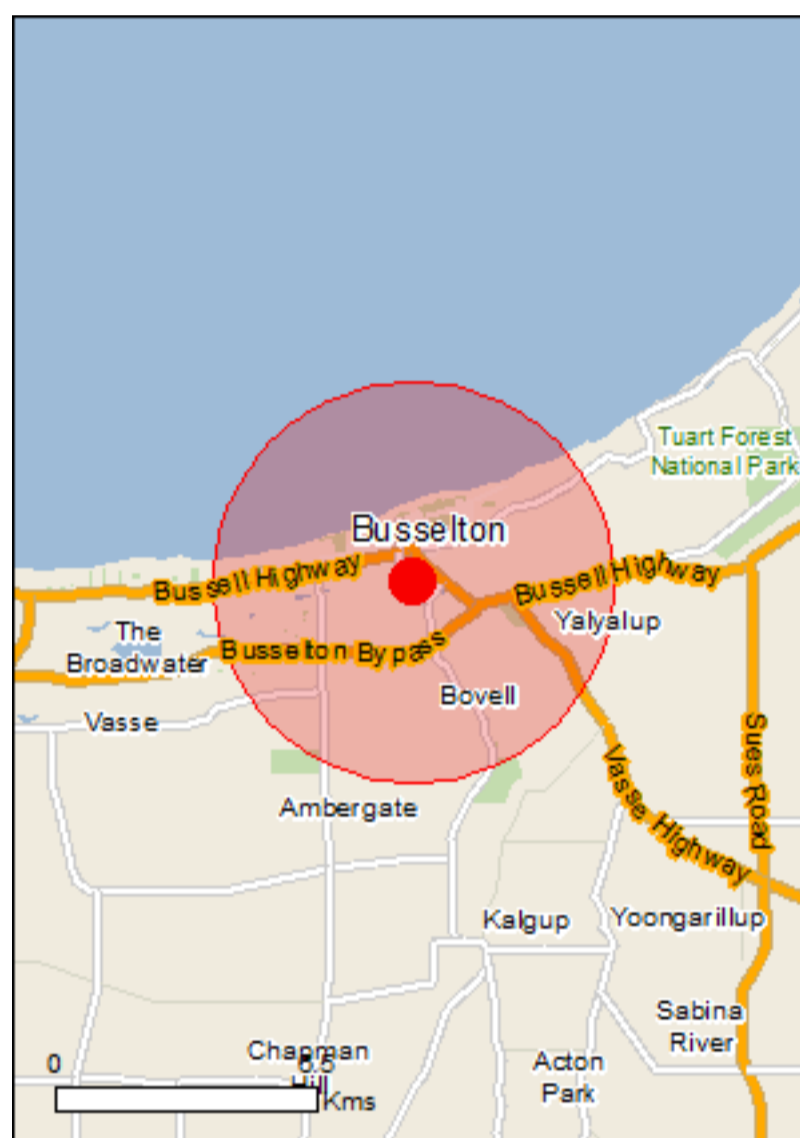 Tuart Forest
National Park
Busselton
Bussell Highway
Bussell Highway
The
Broadwater
Busselton Bypass
Yalyalup
Bovell
Vasse
Sues Road
Vasse Highway
Ambergate
Kalgup
Yoongarillup
Sabina
River
Chapman
Hill
Acton
Park
0
6.5
Kms